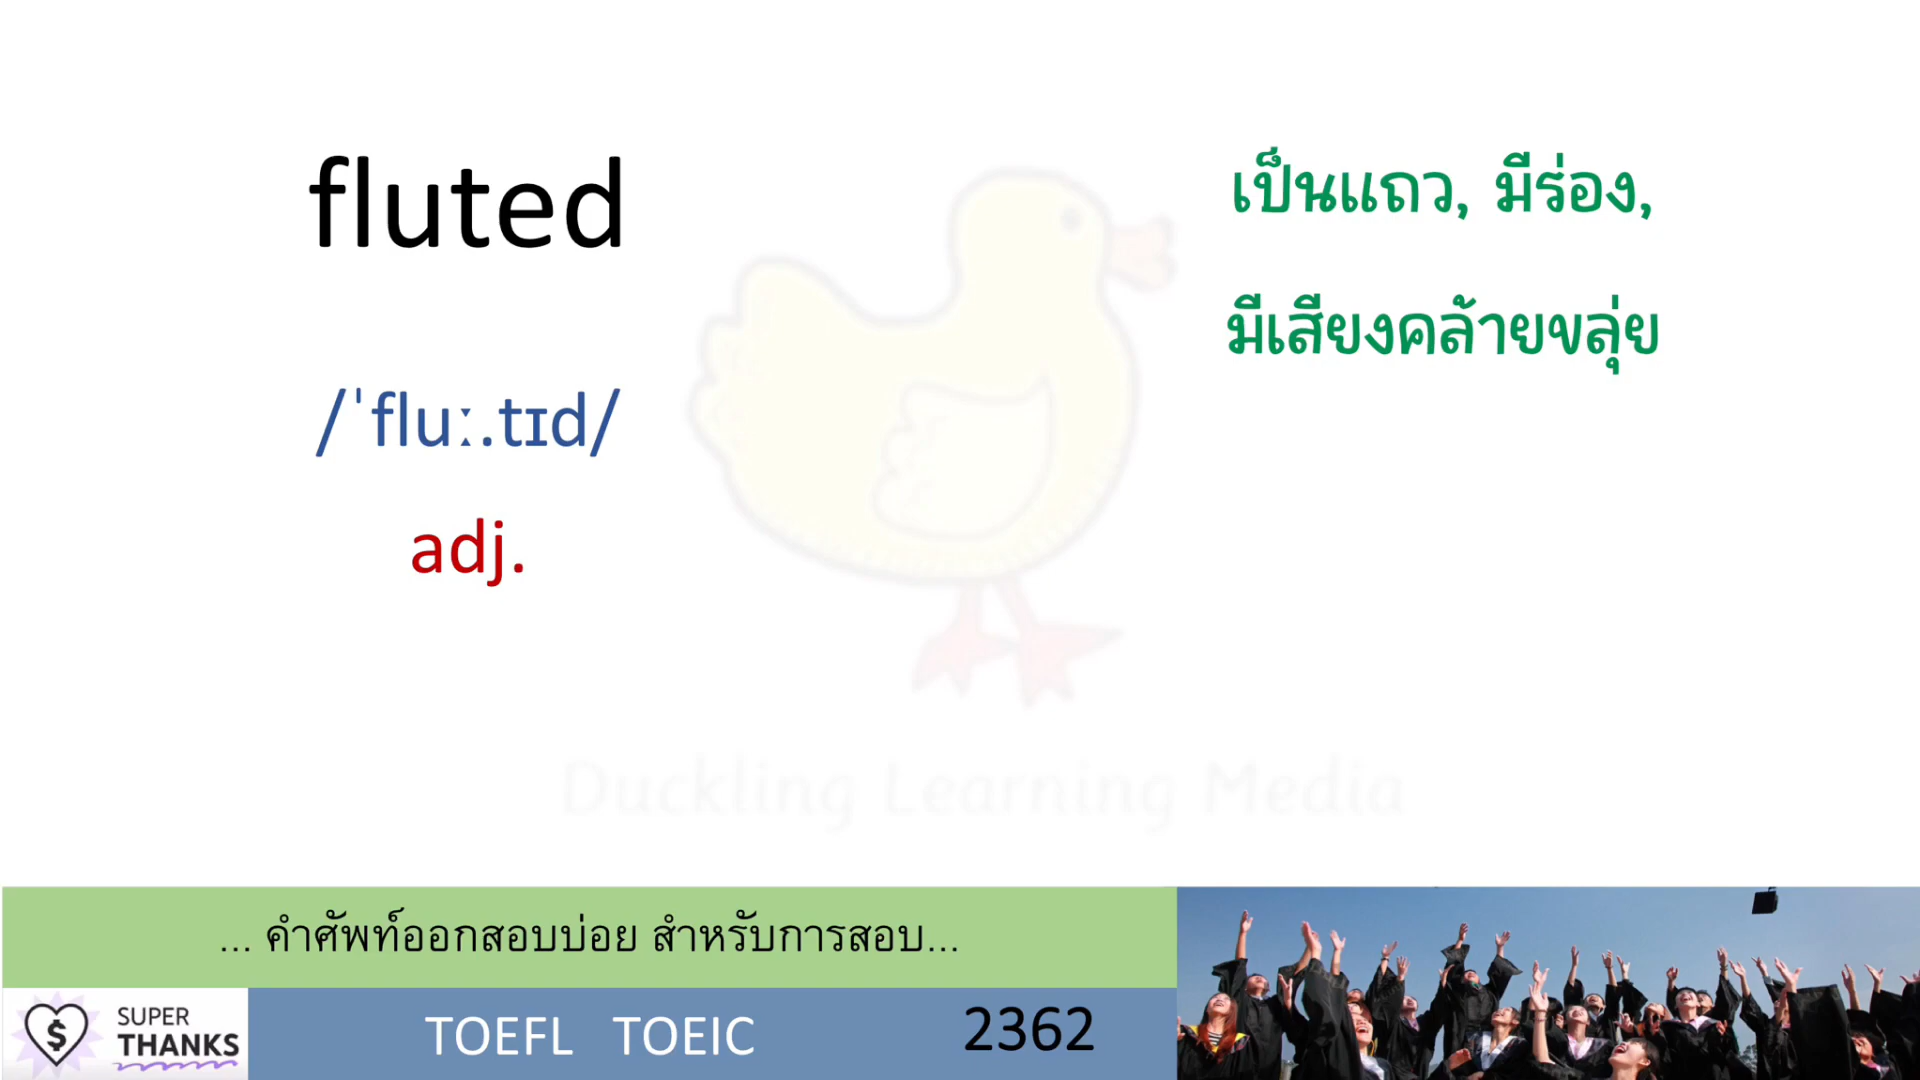 fluted
/ˈfluː.tɪd/
adj.
เป็นแถว, มีร่อง,
มีเสียงคล้ายขลุ่ย
Duckling Learning Media
... คำศัพท์ออกสอบบ่อย สำหรับการสอบ...
SUPER
THANKS
TOEFL TOEIC
2362